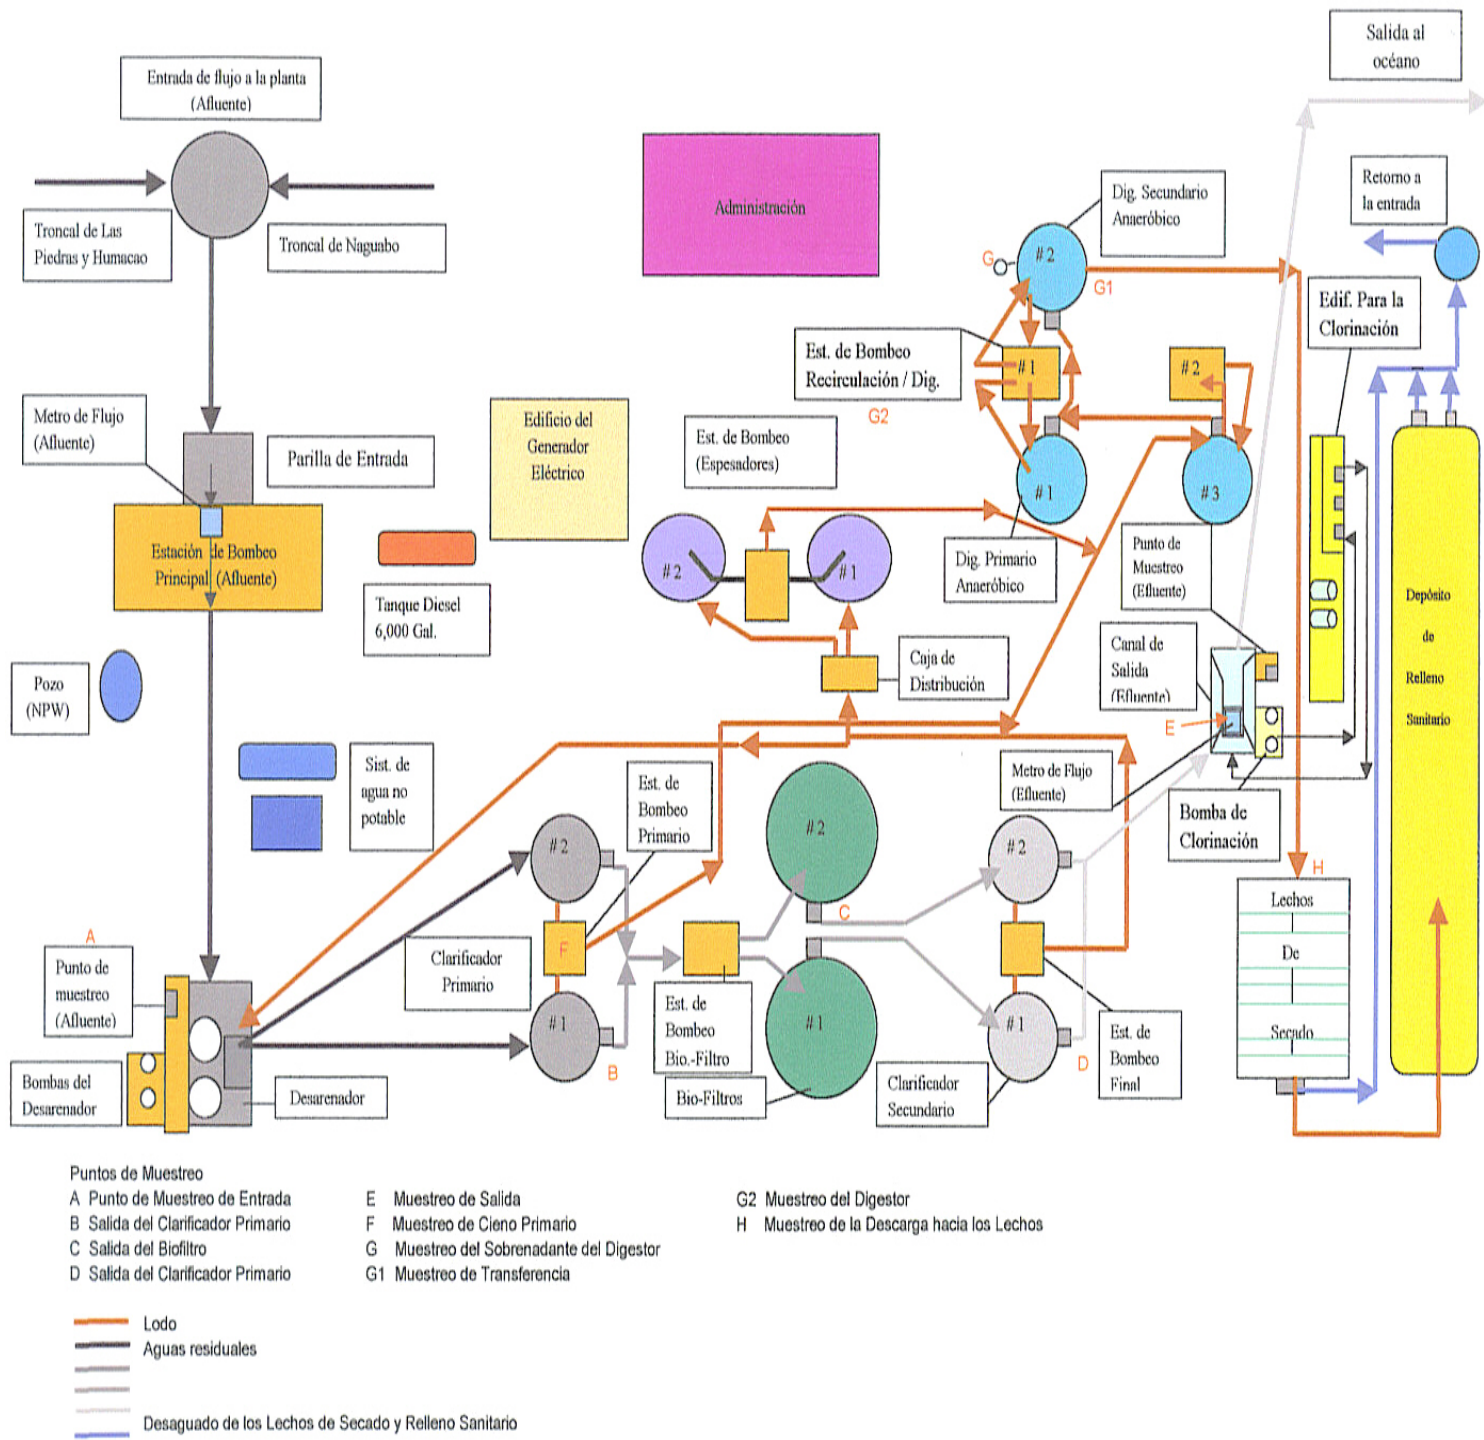 Salida al
océano
Entrada de flujo a la planta
(Afluente)
Troncal de Las
Piedras y Humacao
Troncal de Naguabo
Administración
Dig. Secundario
Anaeróbico
Retorno a
la entrada
G
#2
G1
Edif. Para la
Clorinación
Est. de Bombeo
Recirculación / Dig.
#1
#2
G2
Metro de Flujo
(Afluente)
Parilla de Entrada
Edificio del
Generador
Eléctrico
Est. de Bombeo
(Espesadores)
#1
#3
Estación de Bombeo
Principal (Afluente)
Tanque Diesel
6,000 Gal.
#2
#1
Dig. Primario
Anaeróbico
Punto de
Muestreo
(Efluente)
Depósito
de
Relleno
Sanitario
Pozo
(NPW)
Caja de
Distribución
Canal de
Salida
(Efluente)
E
Sist. de
agua no
potable
Est. de
Bombeo
Primario
Metro de Flujo
(Efluente)
Bomba de
Clorinación
#2
#2
#2
H
Lechos
De
Secado
A
Punto de
muestreo
(Afluente)
Clarificador
Primario
F
C
Est. de
Bombeo
Bio.-Filtro
#1
#1
#1
B
D
Est. de
Bombeo
Final
Bombas del
Desarenador
Desarenador
Bio-Filtros
Clarificador
Secundario
Puntos de Muestreo
A Punto de Muestreo de Entrada
B Salida del Clarificador Primario
C Salida del Biofiltro
D Salida del Clarificador Primario
E Muestreo de Salida
F Muestreo de Cieno Primario
G Muestreo del Sobrenadante del Digestor
G1 Muestreo de Transferencia
G2 Muestreo del Digestor
H Muestreo de la Descarga hacia los Lechos
Lodo
Aguas residuales
Desaguado de los Lechos de Secado y Relleno Sanitario